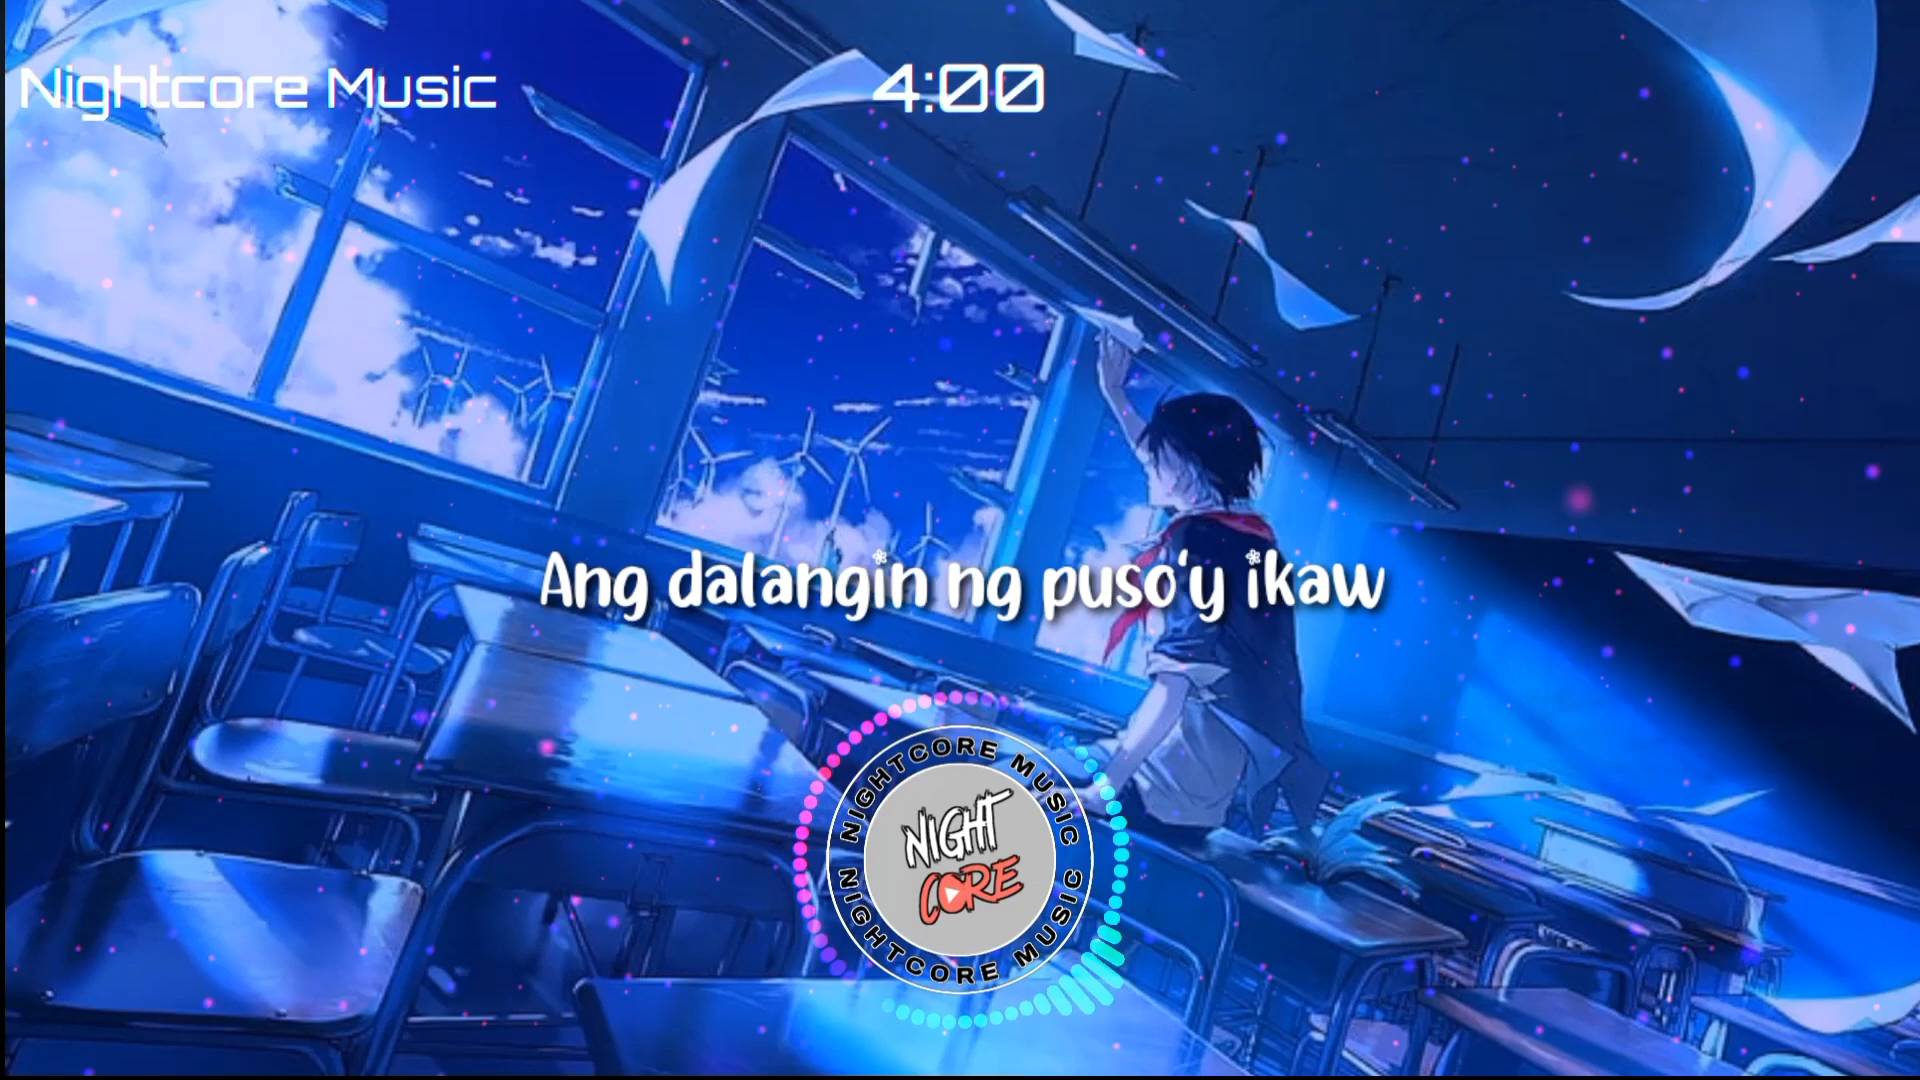 Nightcore Music
4:00
Ang dalangin ng puso‘y ikaw
NIGHTCORE MUSIC
NIGHT
CORE
NIGHTCORE MUSIC